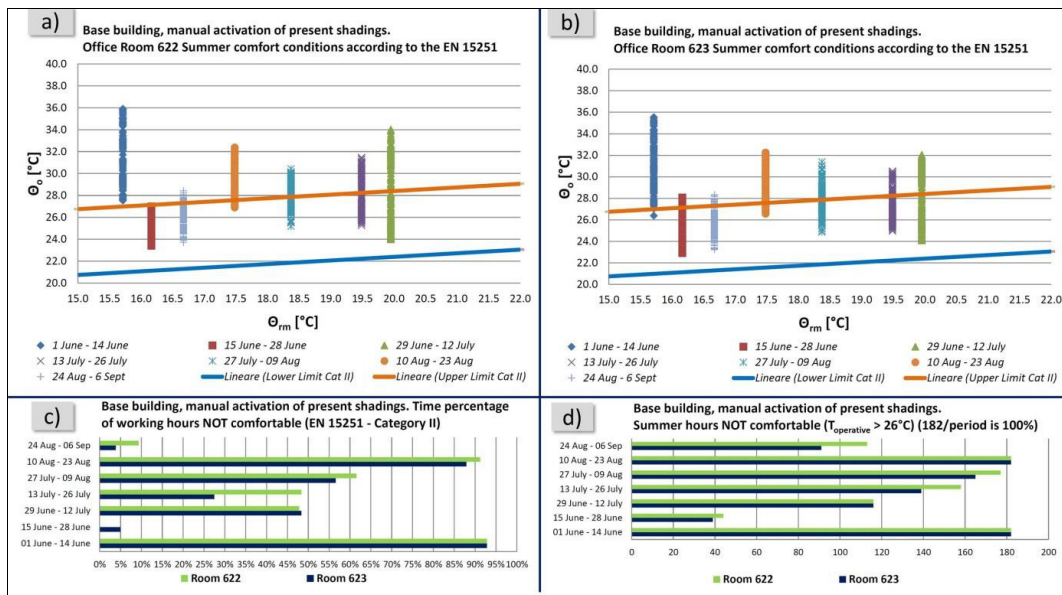 a)
Base building, manual activation of present shadings.
Office Room 622 Summer comfort conditions according to the EN 15251
40.0
38.0
36.0
34.0
32.0
30.0
28.0
26.0
24.0
22.0
20.0
Θo [°C]
15.0 15.5 16.0 16.5 17.0 17.5 18.0 18.5 19.0 19.5 20.0 20.5 21.0 21.5 22.0
Θrm [°C]
1 June - 14 June
15 June - 28 June
29 June - 12 July
13 July - 26 July
27 July - 09 Aug
10 Aug - 23 Aug
24 Aug - 6 Sept
Lineare (Lower Limit Cat II)
Lineare (Upper Limit Cat II)
b)
Base building, manual activation of present shadings.
Office Room 623 Summer comfort conditions according to the EN 15251
40.0
38.0
36.0
34.0
32.0
30.0
28.0
26.0
24.0
22.0
20.0
Θo [°C]
15.0 15.5 16.0 16.5 17.0 17.5 18.0 18.5 19.0 19.5 20.0 20.5 21.0 21.5 22.0
Θrm [°C]
1 June - 14 June
15 June - 28 June
29 June - 12 July
13 July - 26 July
27 July - 09 Aug
10 Aug - 23 Aug
24 Aug - 6 Sept
Lineare (Lower Limit Cat II)
Lineare (Upper Limit Cat II)
c)
Base building, manual activation of present shadings. Time percentage
of working hours NOT comfortable (EN 15251 - Category II)
24 Aug - 06 Sep
10 Aug - 23 Aug
27 July - 09 Aug
13 July - 26 July
29 June - 12 July
15 June - 28 June
01 June - 14 June
0% 5% 10% 15% 20% 25% 30% 35% 40% 45% 50% 55% 60% 65% 70% 75% 80% 85% 90% 95% 100%
Room 622
Room 623
d)
Base building, manual activation of present shadings.
Summer hours NOT comfortable (Toperative > 26°C) (182/period is 100%)
24 Aug - 06 Sep
10 Aug - 23 Aug
27 July - 09 Aug
13 July - 26 July
29 June - 12 July
15 June - 28 June
01 June - 14 June
0 20 40 60 80 100 120 140 160 180
Room 622
Room 623